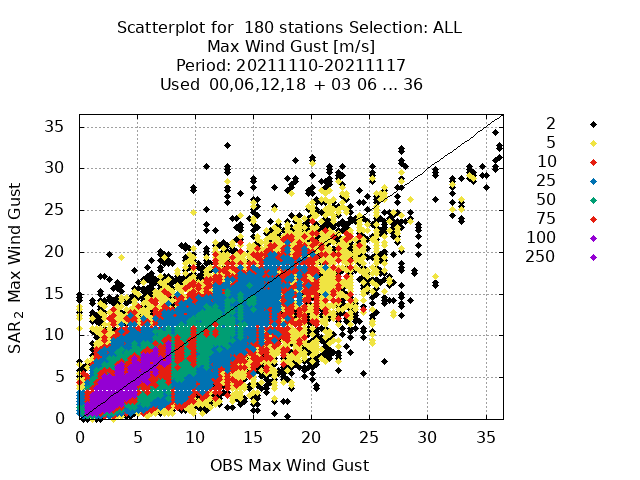 Scatterplot for  180 stations Selection: ALL
Max Wind Gust [m/s]
Period: 20211110-20211117
Used  00,06,12,18 + 03 06 ... 36
35
30
25
20
15
10
5
0
SAR2 Max Wind Gust
0 5 10 15 20 25 30 35
OBS Max Wind Gust
2
5
10
25
50
75
100
250